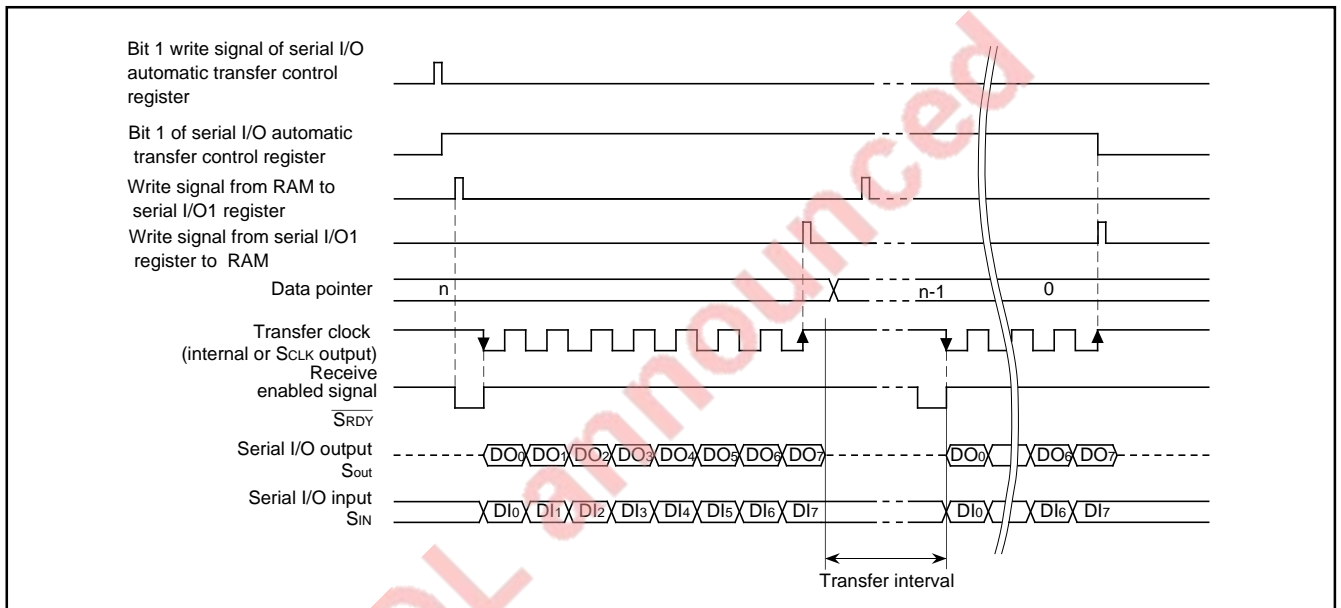 Bit 1 write signal of serial I/O
automatic transfer control
register
Bit 1 of serial I/O automatic
transfer control register
Write signal from RAM to
serial I/O1 register
Write signal from serial I/O1
register to RAM
Data pointer
n
n-1
0
Transfer clock
(internal or SCLK output)
Receive
enabled signal
SRDY
Serial I/O output
Sout
DO0 DO1 DO2 DO3 DO4 DO5 DO6 DO7 DO0 DO6 DO7
Serial I/O input
SIN
DI0 DI1 DI2 DI3 DI4 DI5 DI6 DI7 DI0 DI6 DI7
Transfer interval
OL announced